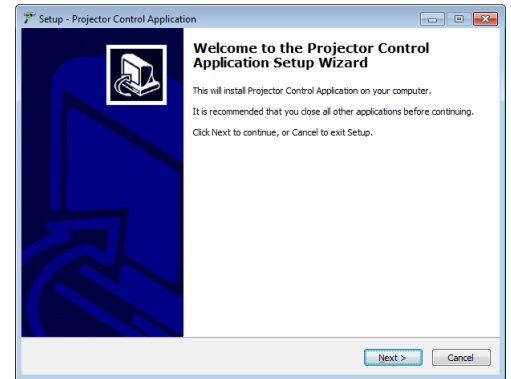 Setup - Projector Control Application
Welcome to the Projector Control
Application Setup Wizard
This will install Projector Control Application on your computer.
It is recommended that you close all other applications before continuing.
Click Next to continue, or Cancel to exit Setup.
Next >
Cancel